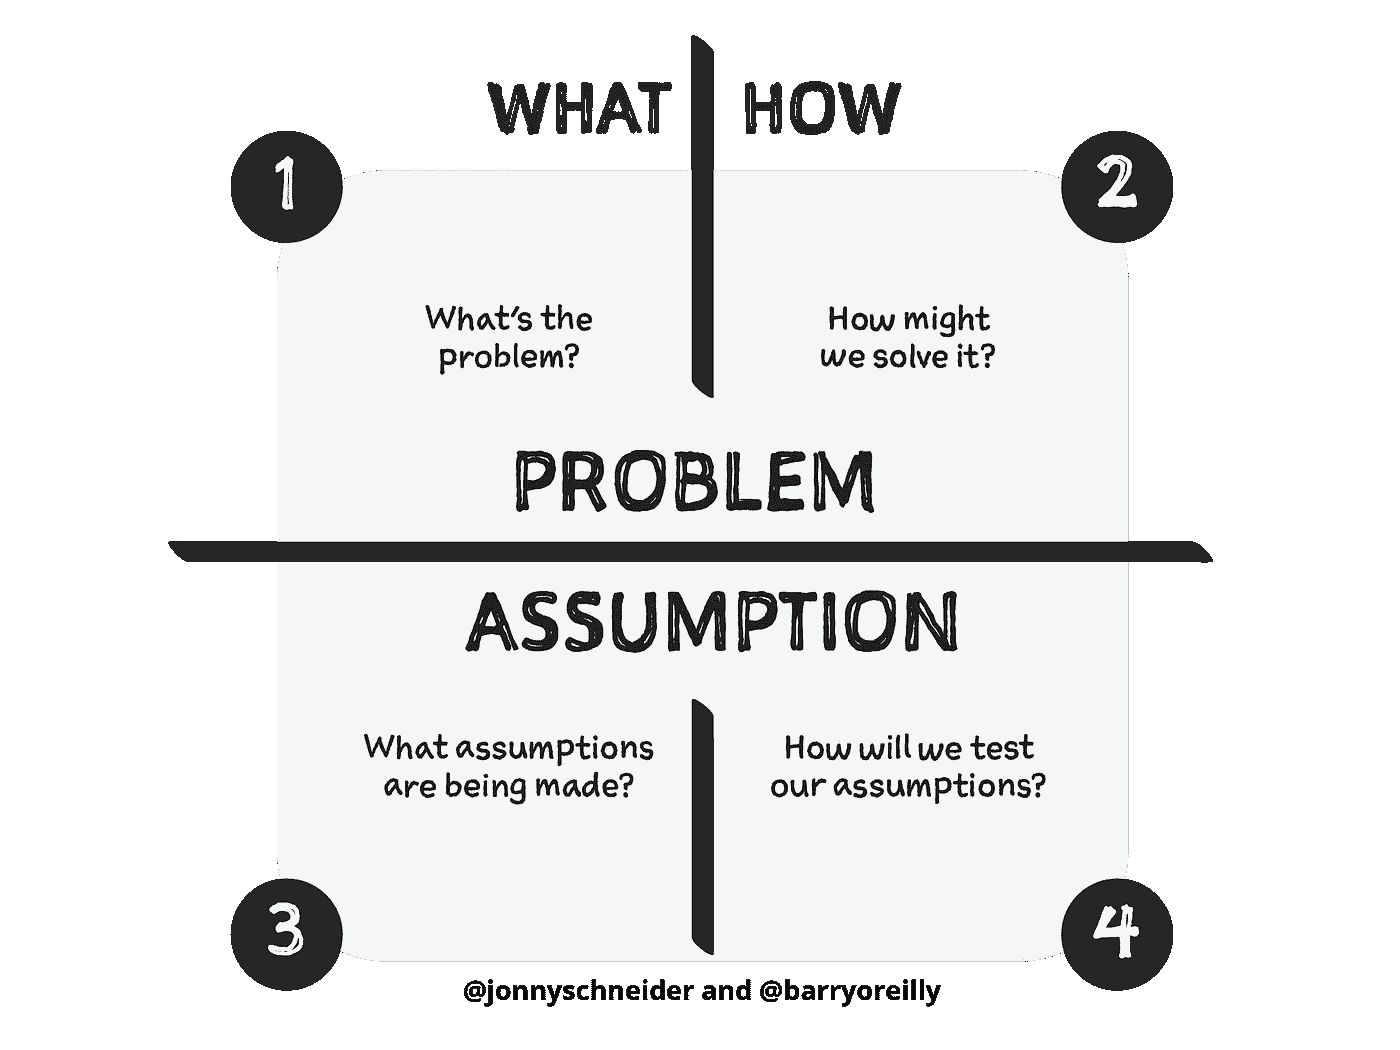 WHAT HOW
1
2
What's the
problem?
How might
we solve it?
PROBLEM
ASSUMPTION
What assumptions
are being made?
How will we test
our assumptions?
3
4
@jonnyschneider and @barryoreilly